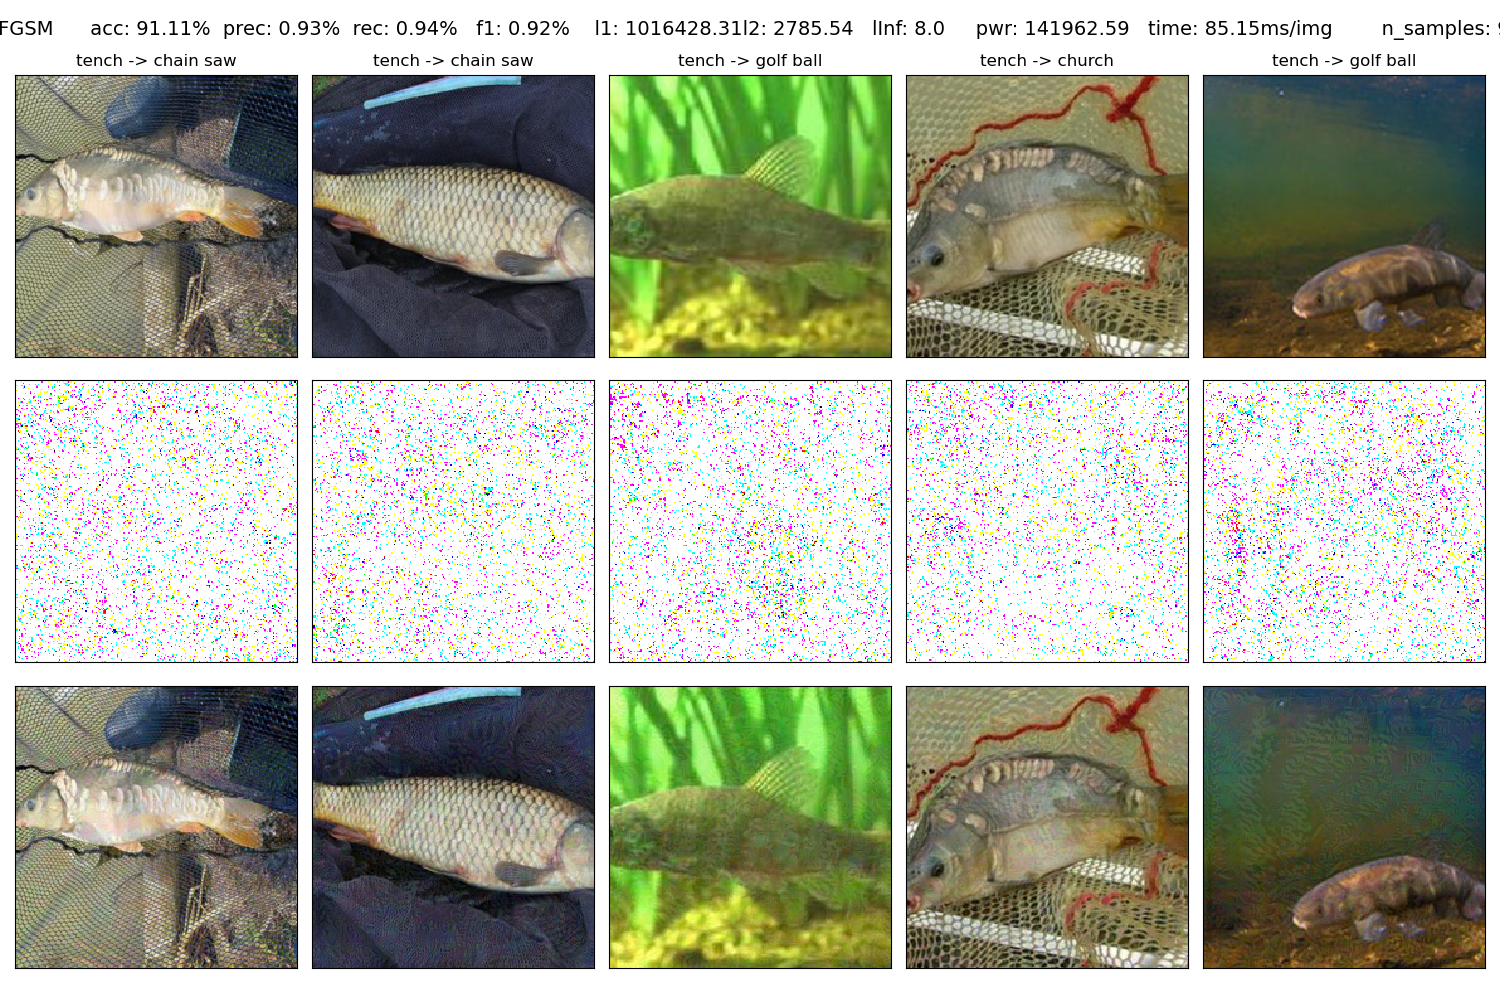 FGSM acc: 91.11% prec: 0.93% rec: 0.94% f1: 0.92% l1: 1016428.31l2: 2785.54 lInf: 8.0 pwr: 141962.59 time: 85.15ms/img n_samples: 9
tench -> chain saw tench -> chain saw tench -> golf ball tench -> church tench -> golf ball